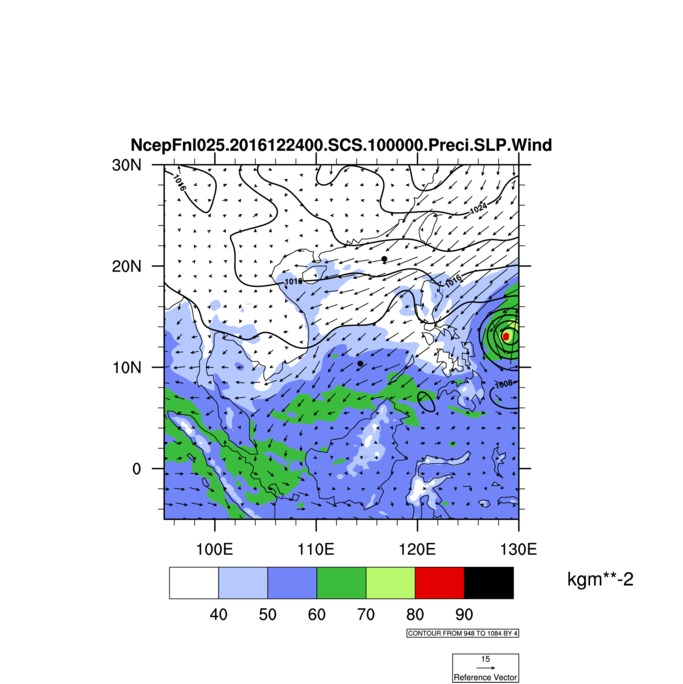 NcepFnl025.2016122400.SCS.100000.Preci.SLP.Wind
30N
1016
1024
20N
1016
1016
10N
1008
0
100E 110E 120E 130E
kgm**-2
40 50 60 70 80 90
CONTOUR FROM 948 TO 1084 BY 4
15
Reference Vector